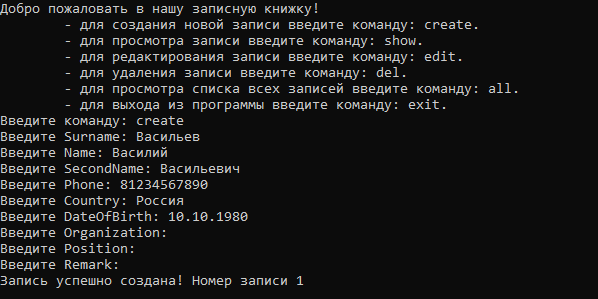 Добро пожаловать в нашу записную книжку!
- для создания новой записи введите команду: create.
- для просмотра записи введите команду: show.
- для редактирования записи введите команду: edit.
- для удаления записи введите команду: del.
- для просмотра списка всех записей введите команду: all.
- для выхода из программы введите команду: exit.
Введите команду: create
Введите Surname: Васильев
Введите Name: Василий
Введите SecondName: Васильевич
Введите Phone: 81234567890
Введите Country: Россия
Введите DateOfBirth: 10.10.1980
Введите Organization:
Введите Position:
Введите Remark:
Запись успешно создана! Номер записи 1